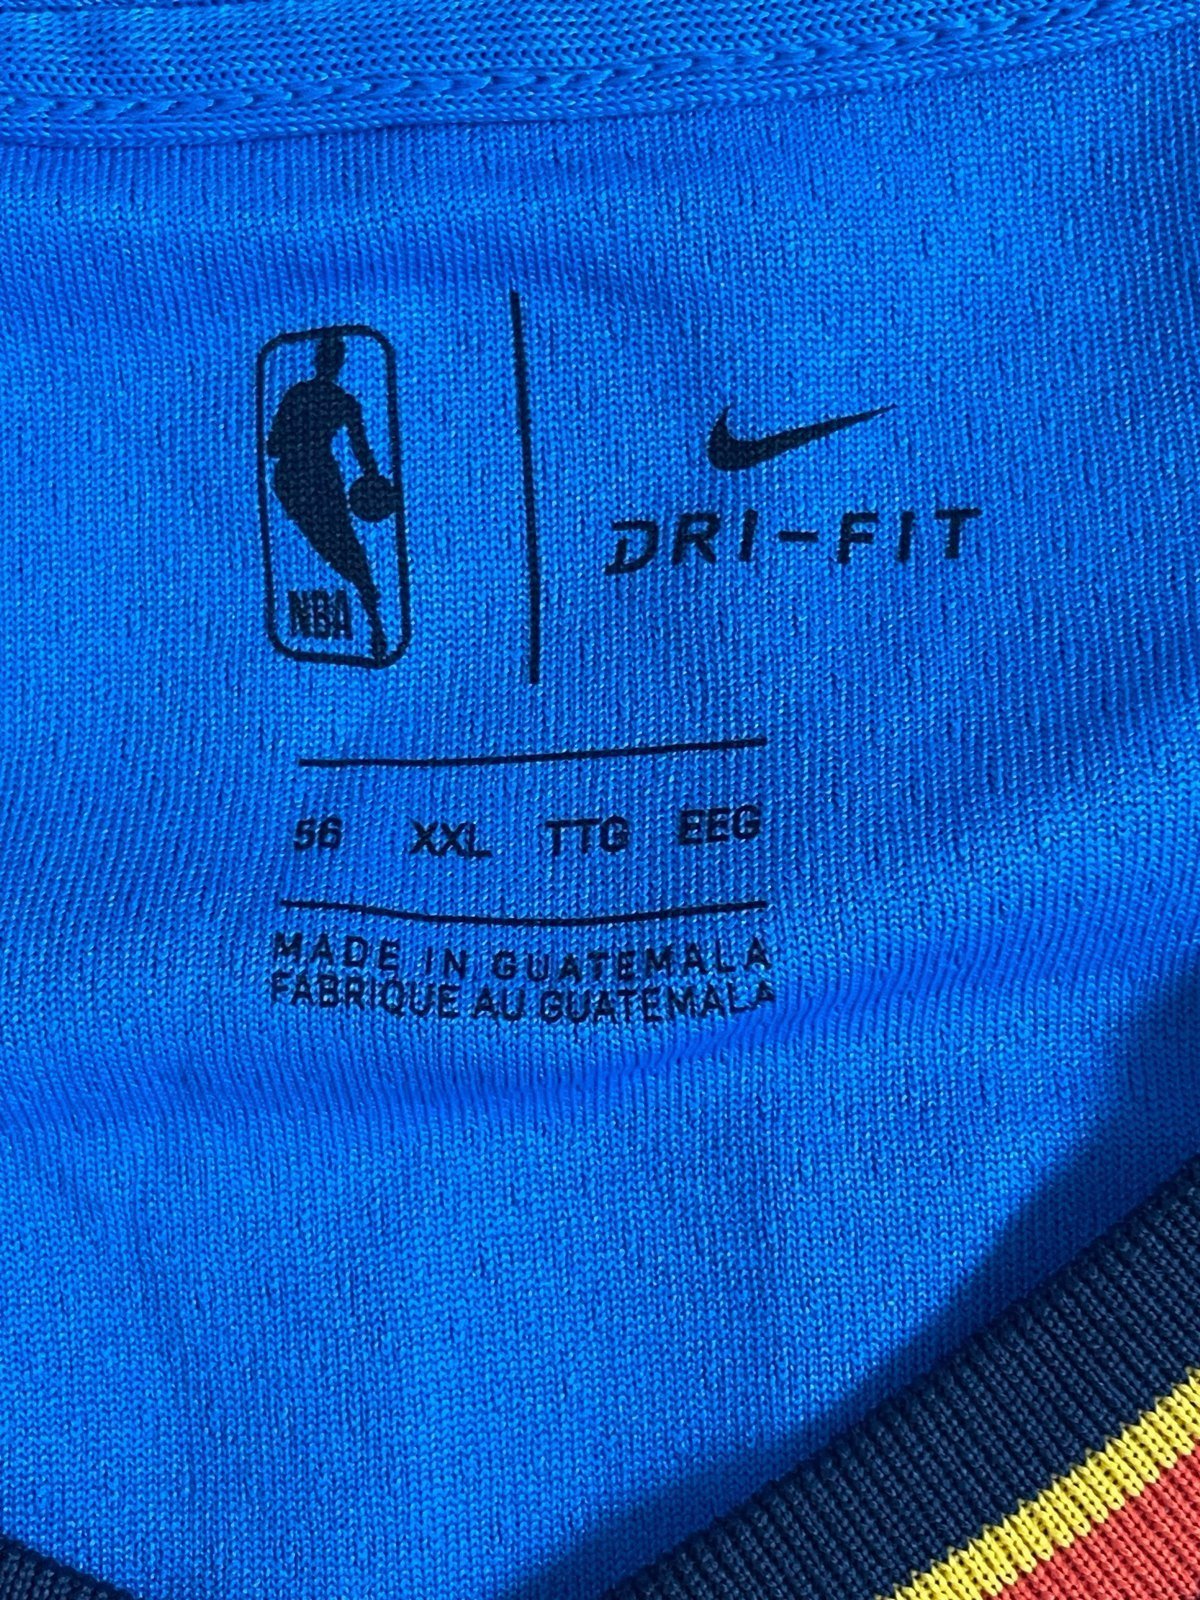 NBA
DRI-FIT
56 XXL TTG EEG
MADE IN GUATEMALA
FABRIQUE AU GUATEMALA